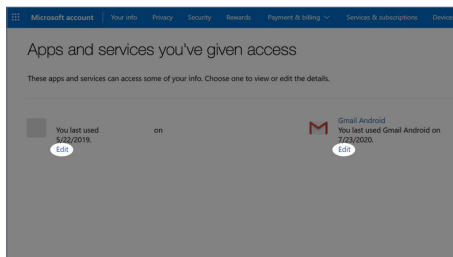 Microsoft account Your info Privacy Security Rewards Payment & billing Services & subscriptions Device
Apps and services you've given access
These apps and services can access some of your info. Choose one to view or edit the details.
You last used on
5/22/2019.
Edit
Gmail Android
You last used Gmail Android on
7/23/2020.
Edit